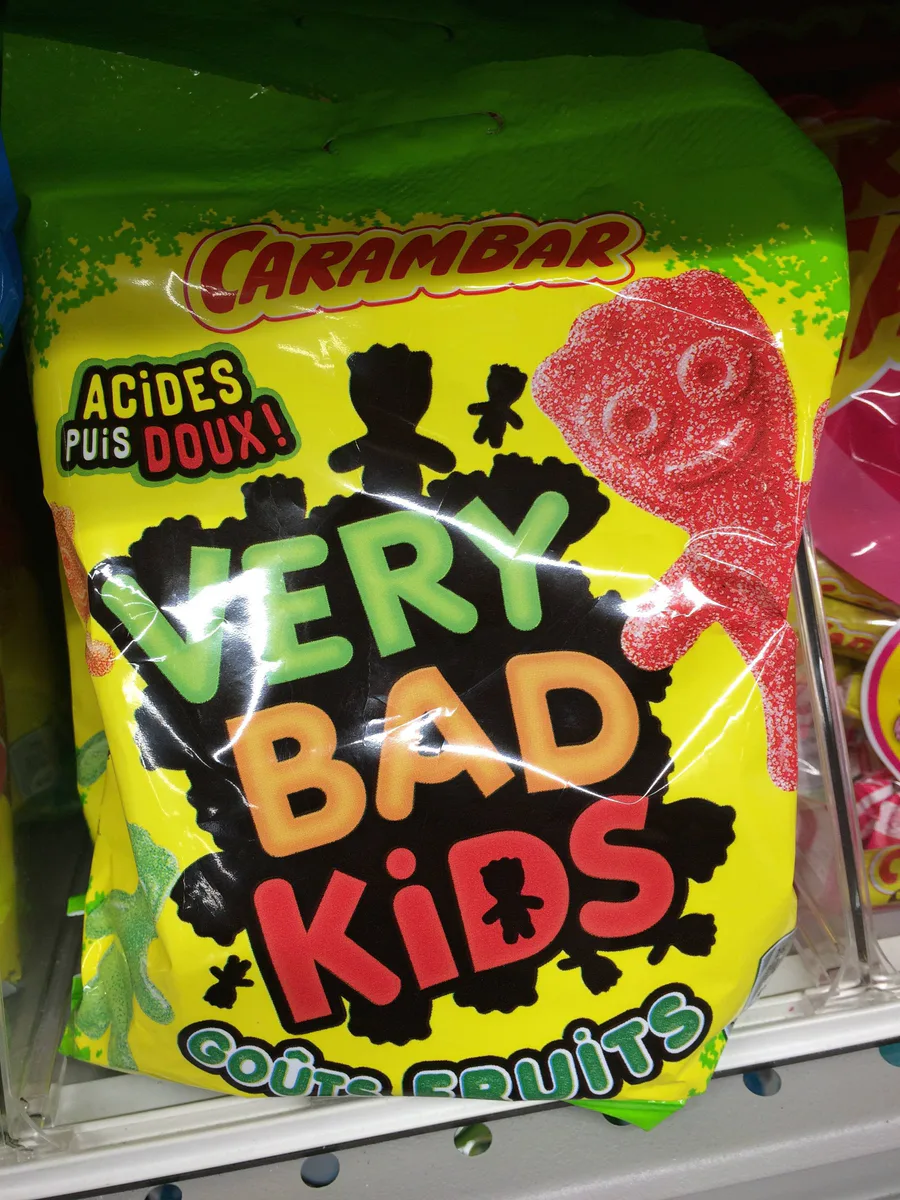 CARAMBAR
ACiDES
PUiS DOUX!
VERY
BAD
KiDS
GOÛTS FRUiTS